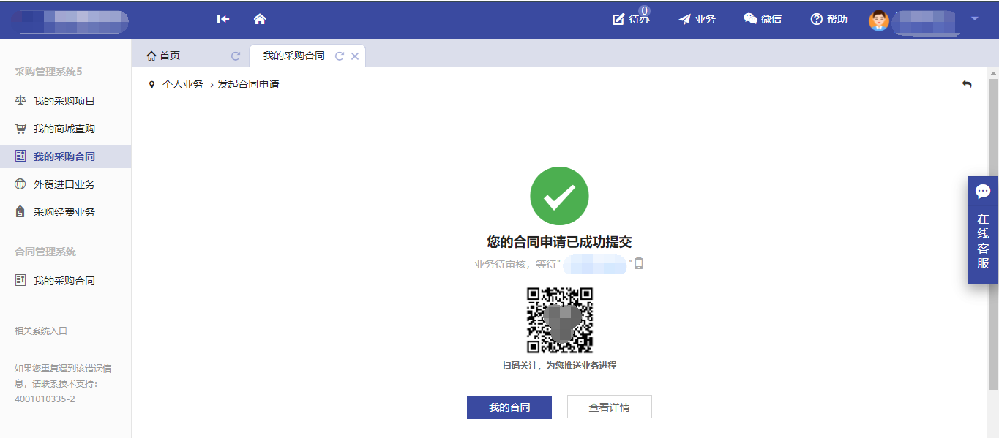 0
待办
业务
微信
帮助
首页
我的采购合同
采购管理系统5
我的采购项目
我的商城直购
我的采购合同
外贸进口业务
采购经费业务
合同管理系统
我的采购合同
相关系统入口
如果您重复遇到该错误信
息，请联系技术支持：
4001010335-2
个人业务 › 发起合同申请
您的合同申请已成功提交
业务待审核，等待" "
扫码关注，为您推送业务进程
我的合同
查看详情
在线客服